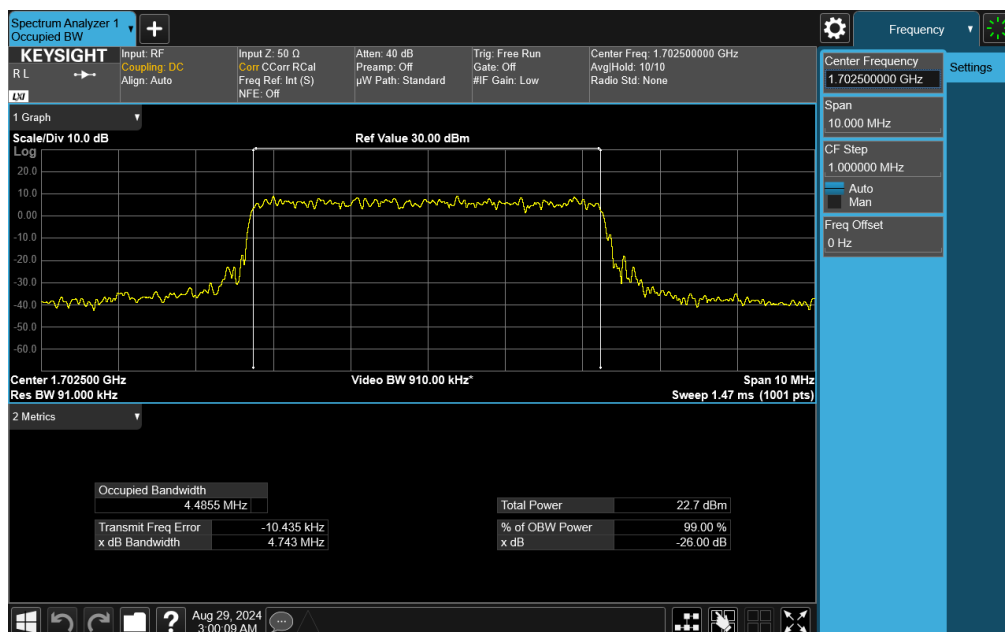 Spectrum Analyzer 1
Occupied BW
Frequency
KEYSIGHT
R L
LXI
Input: RF
Coupling: DC
Align: Auto
Input Z: 50 Ω
Corr CCorr RCal
Freq Ref: Int (S)
NFE: Off
Atten: 40 dB
Preamp: Off
µW Path: Standard
Trig: Free Run
Gate: Off
#IF Gain: Low
Center Freq: 1.702500000 GHz
Avg|Hold: 10/10
Radio Std: None
Center Frequency
1.702500000 GHz
Settings
Span
10.000 MHz
CF Step
1.000000 MHz
Auto
Man
Freq Offset
0 Hz
1 Graph
Scale/Div 10.0 dB
Ref Value 30.00 dBm
Log
20.0
10.0
0.00
-10.0
-20.0
-30.0
-40.0
-50.0
-60.0
Center 1.702500 GHz
Video BW 910.00 kHz*
Span 10 MHz
Res BW 91.000 kHz
Sweep 1.47 ms (1001 pts)
2 Metrics
Occupied Bandwidth
4.4855 MHz
Total Power 22.7 dBm
Transmit Freq Error -10.435 kHz
% of OBW Power 99.00 %
x dB Bandwidth 4.743 MHz
x dB -26.00 dB
Aug 29, 2024
3:00:09 AM